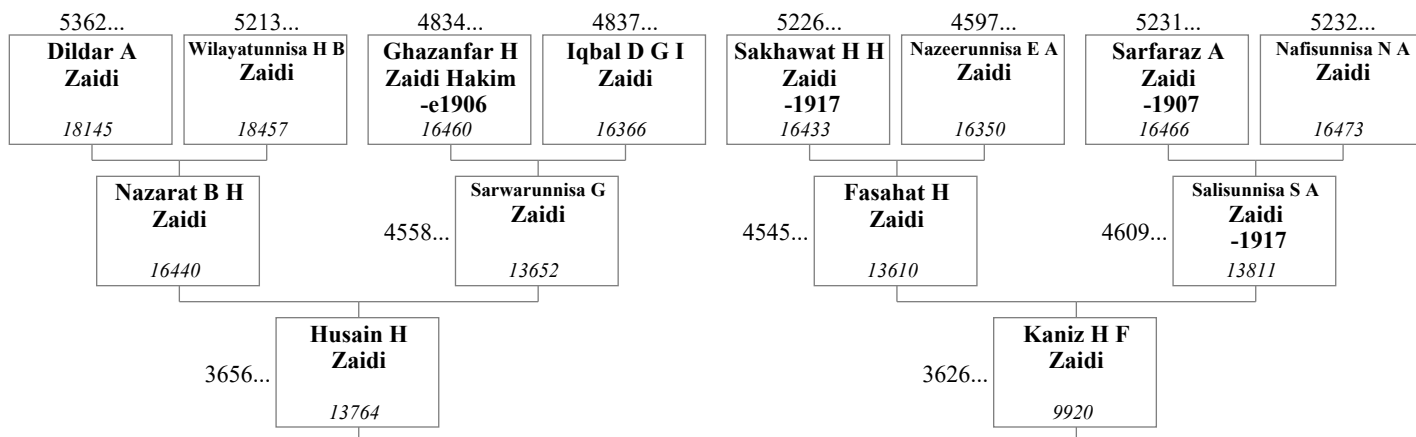 5362...
5213...
4834...
4837...
5226...
4597...
5231...
5232...
Dildar A
Zaidi
18145
Wilayatunnisa H B
Zaidi
18457
Ghazanfar H
Zaidi Hakim
-e1906
16460
Iqbal D G I
Zaidi
16366
Sakhawat H H
Zaidi
-1917
16433
Nazeerunnisa E A
Zaidi
16350
Sarfaraz A
Zaidi
-1907
16466
Nafisunnisa N A
Zaidi
16473
Nazarat B H
Zaidi
16440
4558...
Sarwarunnisa G
Zaidi
13652
4545...
Fasahat H
Zaidi
13610
4609...
Salisunnisa S A
Zaidi
-1917
13811
3656...
Husain H
Zaidi
13764
3626...
Kaniz H F
Zaidi
9920